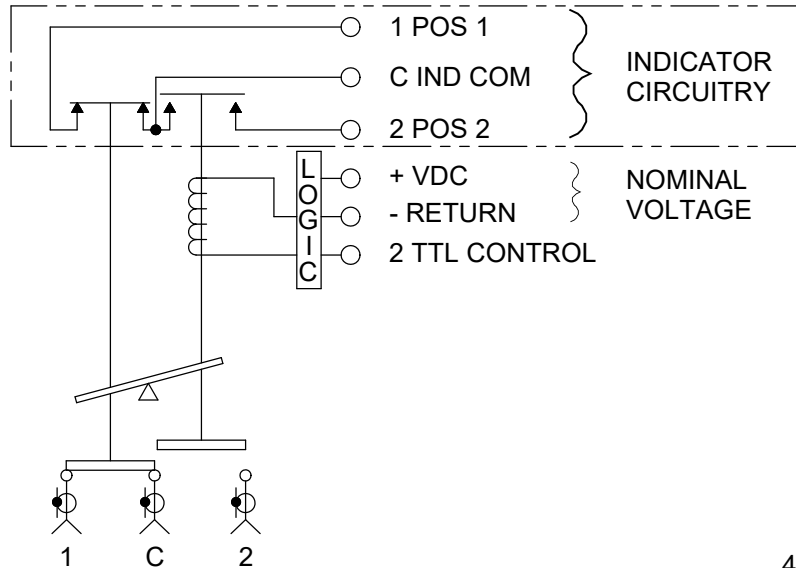 1 POS 1
C IND COM
2 POS 2
INDICATOR
CIRCUITRY
LOGIC
+ VDC
- RETURN
2 TTL CONTROL
NOMINAL
VOLTAGE
1 C 2
4